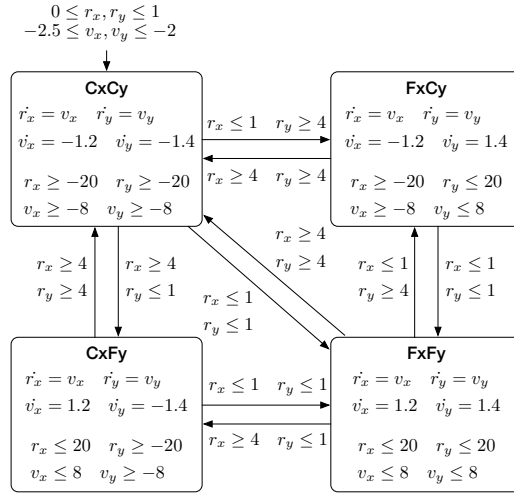 0 ≤ r_x, r_y ≤ 1
−2.5 ≤ v_x, v_y ≤ −2
CxCy
ṙ_x = v_x ṙ_y = v_y
v̇_x = −1.2 v̇_y = −1.4
r_x ≥ −20 r_y ≥ −20
v_x ≥ −8 v_y ≥ −8
r_x ≤ 1 r_y ≥ 4
r_x ≥ 4 r_y ≥ 4
FxCy
ṙ_x = v_x ṙ_y = v_y
v̇_x = −1.2 v̇_y = 1.4
r_x ≥ −20 r_y ≤ 20
v_x ≥ −8 v_y ≤ 8
r_x ≥ 4
r_y ≥ 4
r_x ≥ 4
r_y ≤ 1
r_x ≤ 1
r_y ≤ 1
r_x ≥ 4
r_y ≥ 4
r_x ≤ 1
r_y ≥ 4
r_x ≤ 1
r_y ≤ 1
CxFy
ṙ_x = v_x ṙ_y = v_y
v̇_x = 1.2 v̇_y = −1.4
r_x ≤ 20 r_y ≥ −20
v_x ≤ 8 v_y ≥ −8
r_x ≤ 1 r_y ≤ 1
r_x ≥ 4 r_y ≤ 1
FxFy
ṙ_x = v_x ṙ_y = v_y
v̇_x = 1.2 v̇_y = 1.4
r_x ≤ 20 r_y ≤ 20
v_x ≤ 8 v_y ≤ 8